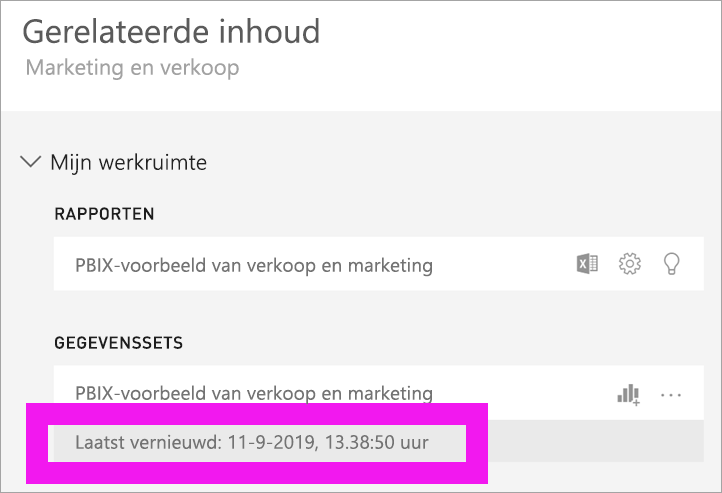 Gerelateerde inhoud
Marketing en verkoop
Mijn werkruimte
RAPPORTEN
PBIX-voorbeeld van verkoop en marketing
GEGEVENSSETS
PBIX-voorbeeld van verkoop en marketing
Laatst vernieuwd: 11-9-2019, 13.38:50 uur